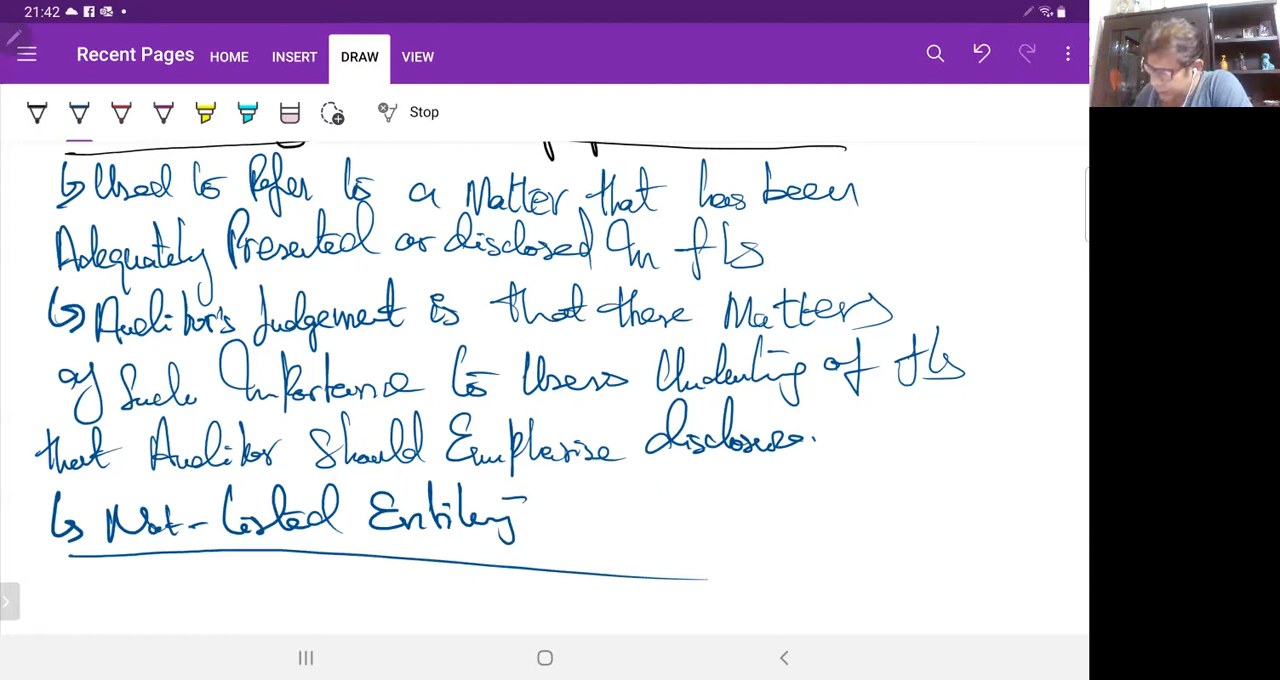 21:42
Recent Pages HOME INSERT DRAW VIEW
Stop
↳ Used to Refer to a Matter that has been
Adequately Presented or disclosed In f/s
↳ Auditor's Judgement is that these Matters
of Such Importance to Users of f/s
that Auditor Should Emphasise disclosure.
↳ Not-Listed Entity